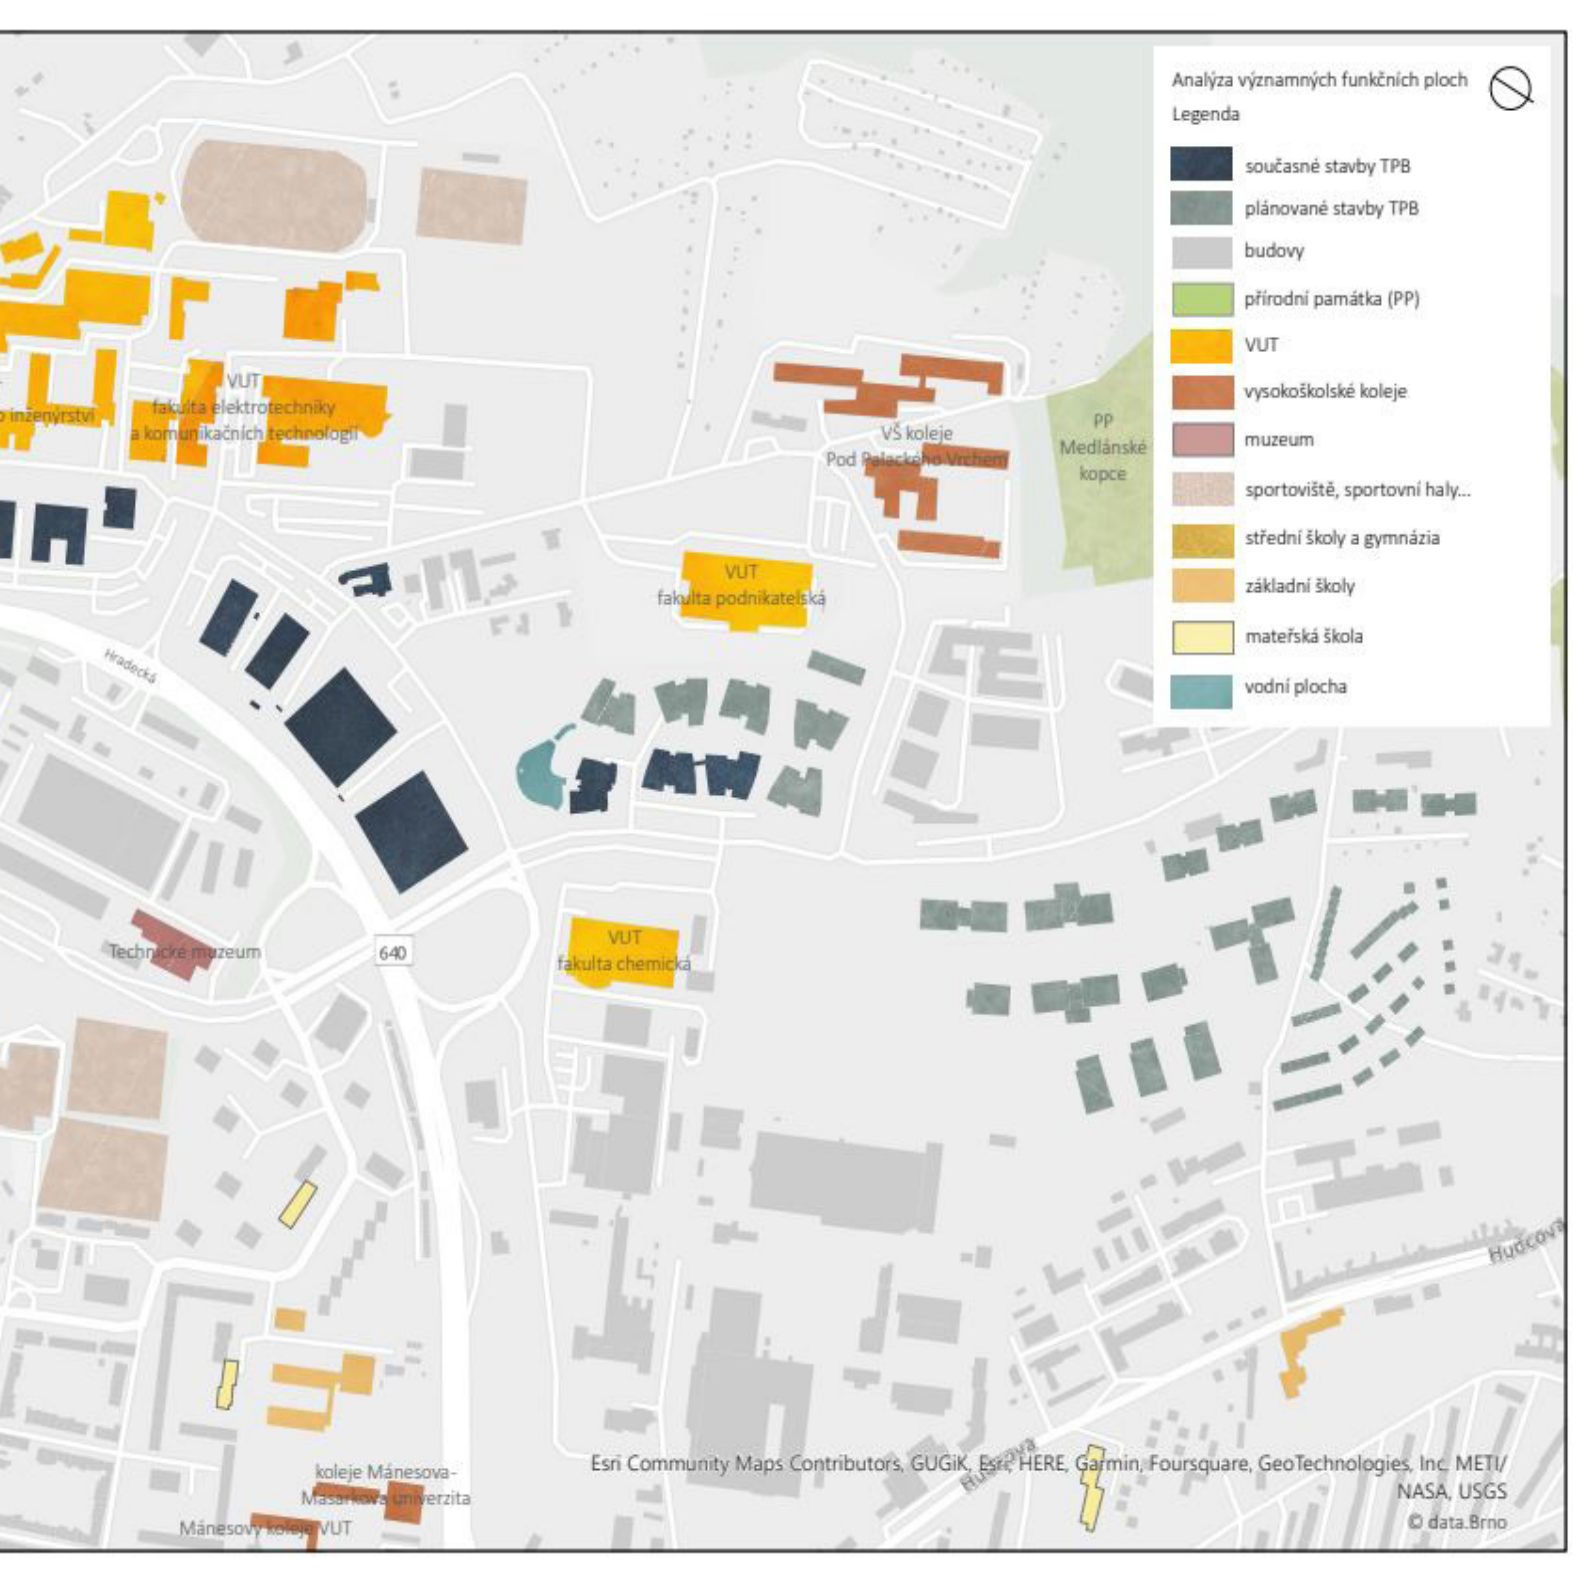 Analýza významných funkčních ploch
Legenda
současné stavby TPB
plánované stavby TPB
budovy
přírodní památka (PP)
VUT
vysokoškolské koleje
muzeum
sportoviště, sportovní haly...
střední školy a gymnázia
základní školy
mateřská škola
vodní plocha
o inženýrství
VUT
fakulta elektrotechniky
a komunikačních technologií
VŠ koleje
Pod Palackého Vrchem
PP
Medlánské
kopce
VUT
fakulta podnikatelská
Hradecká
Technické muzeum
640
VUT
fakulta chemická
Hudcova
Hudcova
koleje Mánesova-
Masarkova univerzita
Mánesovy koleje VUT
Esri Community Maps Contributors, GUGiK, Esri, HERE, Garmin, Foursquare, GeoTechnologies, Inc. METI/
NASA, USGS
© data.Brno